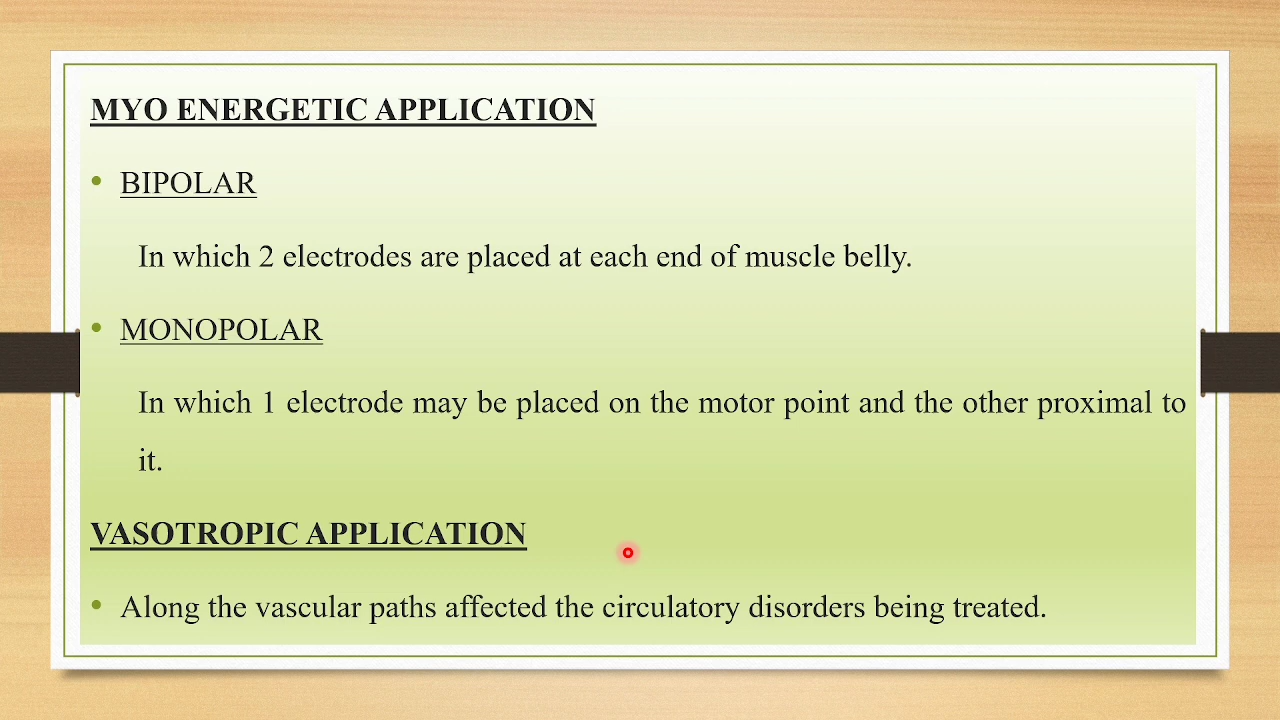 MYO ENERGETIC APPLICATION
• BIPOLAR
In which 2 electrodes are placed at each end of muscle belly.
• MONOPOLAR
In which 1 electrode may be placed on the motor point and the other proximal to
it.
VASOTROPIC APPLICATION
• Along the vascular paths affected the circulatory disorders being treated.